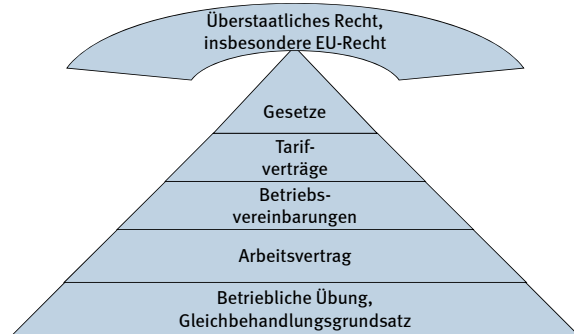 Überstaatliches Recht,
insbesondere EU-Recht
Gesetze
Tarif-
verträge
Betriebs-
vereinbarungen
Arbeitsvertrag
Betriebliche Übung,
Gleichbehandlungsgrundsatz